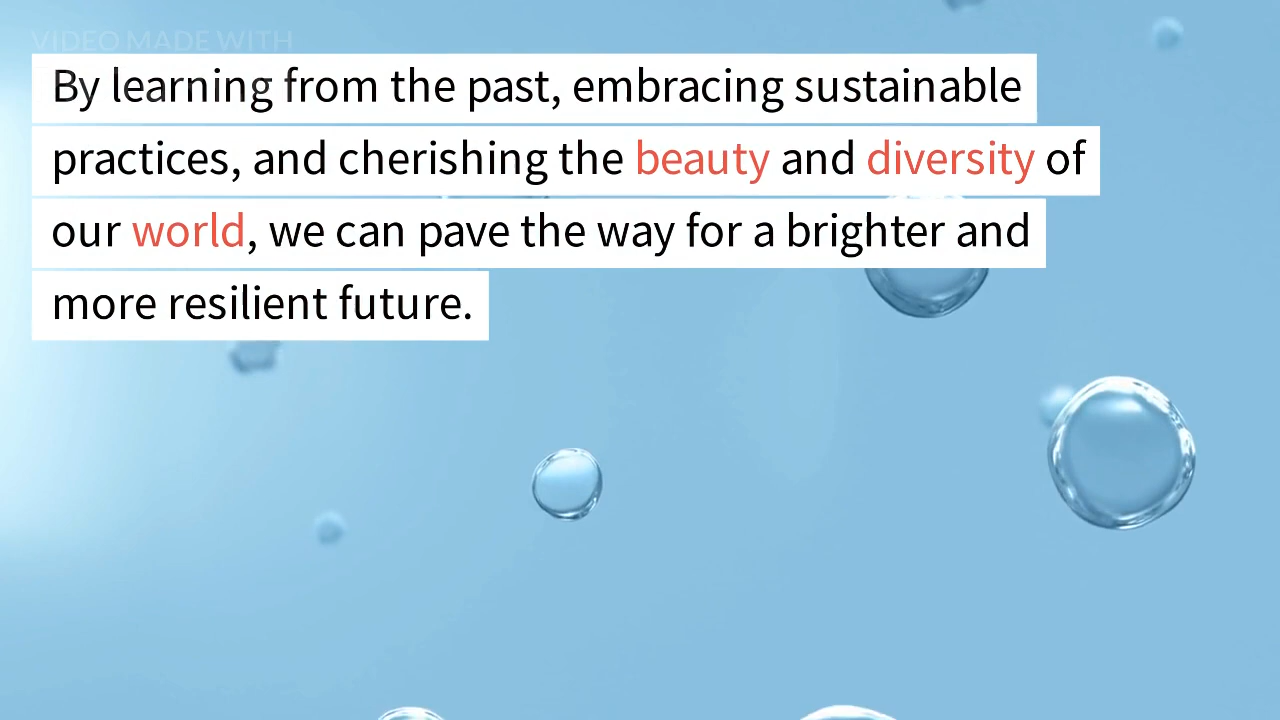 VIDEO MADE WITH
By learning from the past, embracing sustainable
practices, and cherishing the beauty and diversity of
our world, we can pave the way for a brighter and
more resilient future.